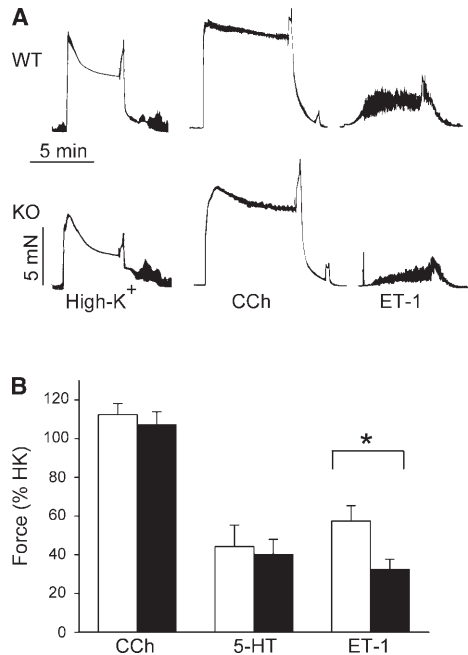 A
WT
5 min
KO
5 mN
High-K+
CCh
ET-1
B
Force (% HK)
120
100
80
60
40
20
0
*
CCh
5-HT
ET-1